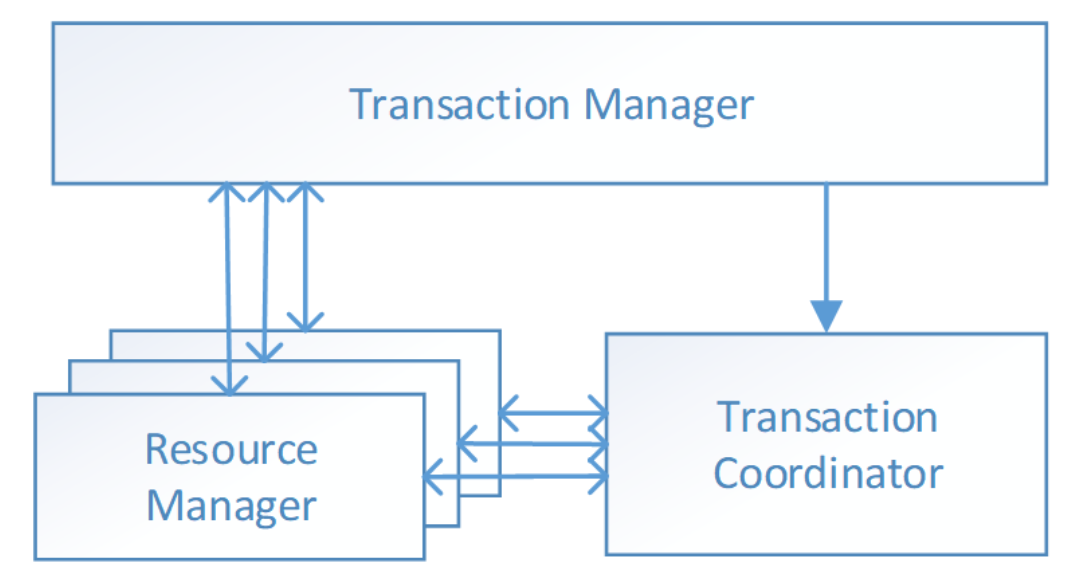 Transaction Manager
Resource
Manager
Transaction
Coordinator